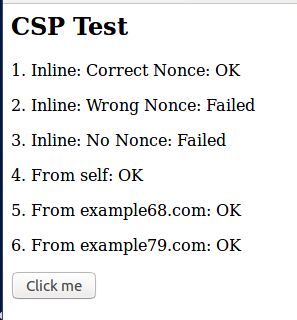 CSP Test
1. Inline: Correct Nonce: OK
2. Inline: Wrong Nonce: Failed
3. Inline: No Nonce: Failed
4. From self: OK
5. From example68.com: OK
6. From example79.com: OK
Click me